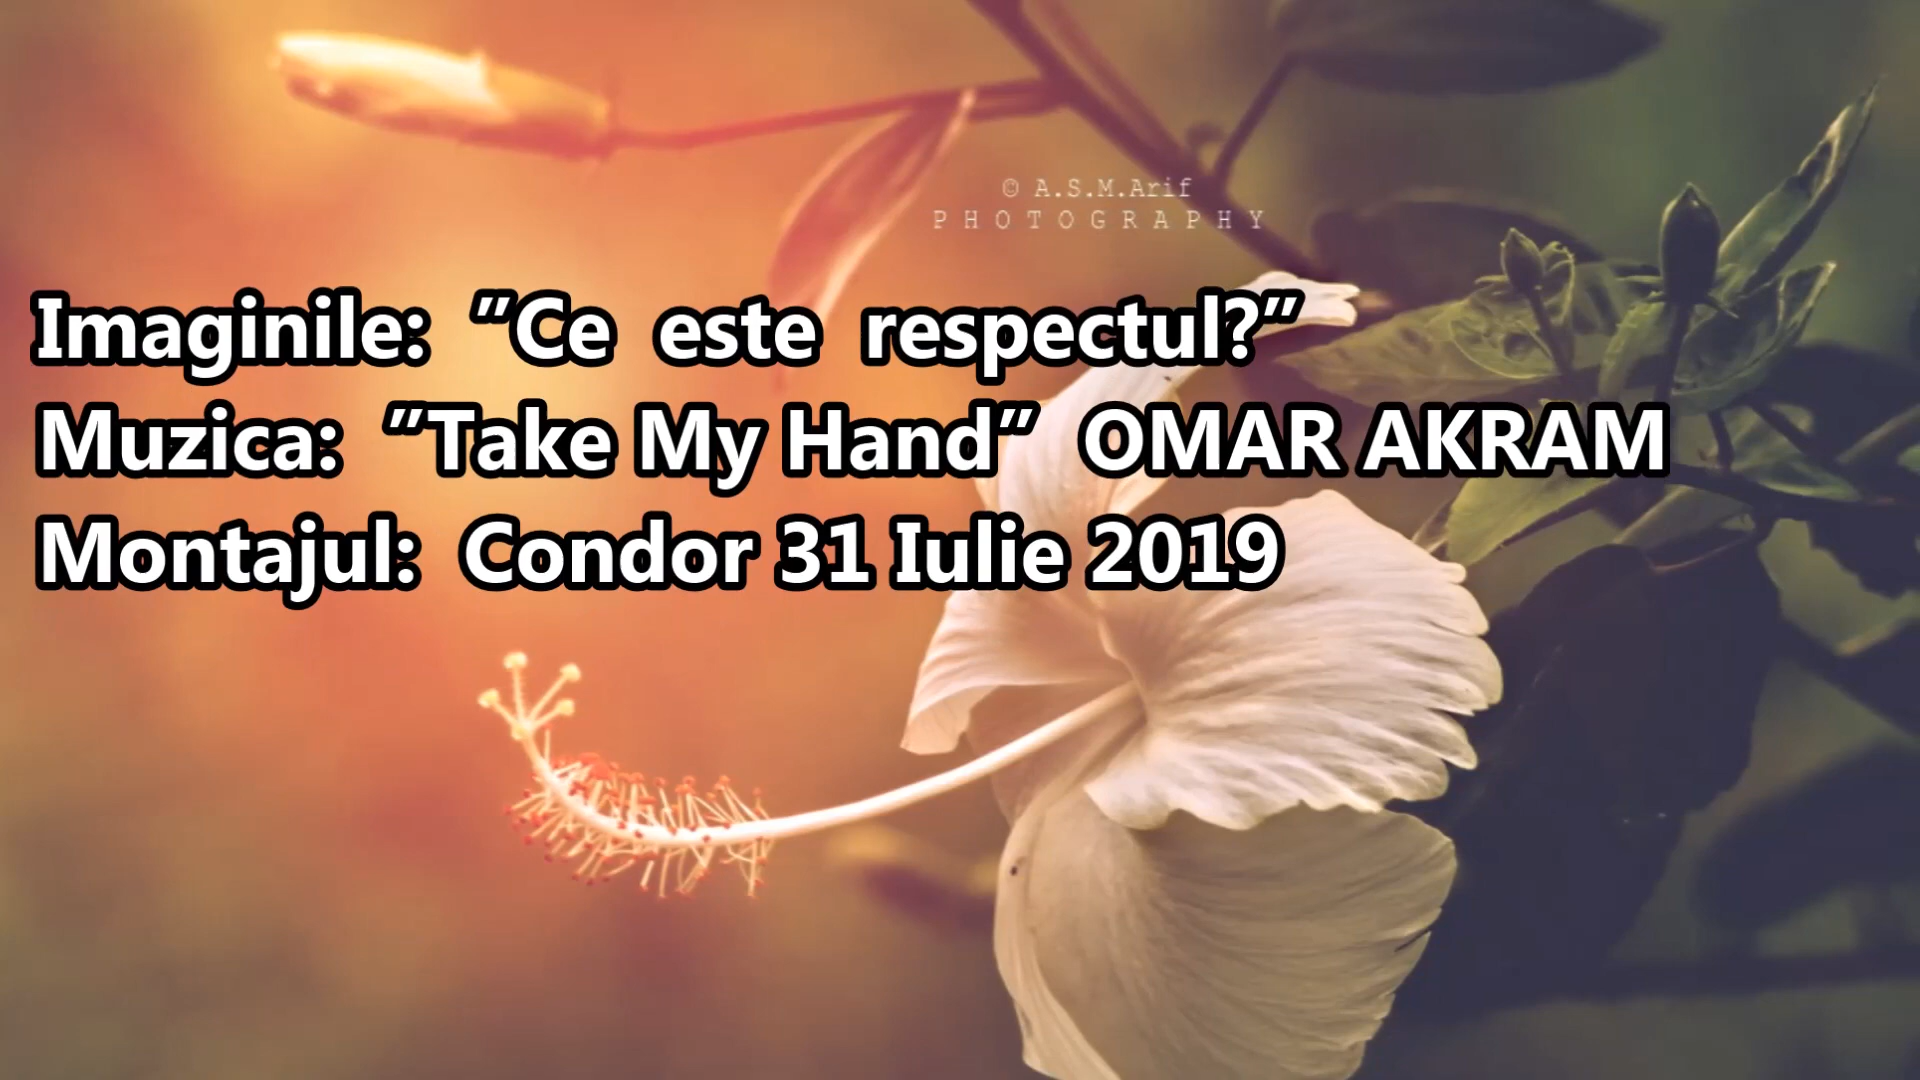 © A.S.M.Arif
PHOTOGRAPHY
Imaginile: ”Ce este respectul?”
Muzica: ”Take My Hand” OMAR AKRAM
Montajul: Condor 31 Iulie 2019